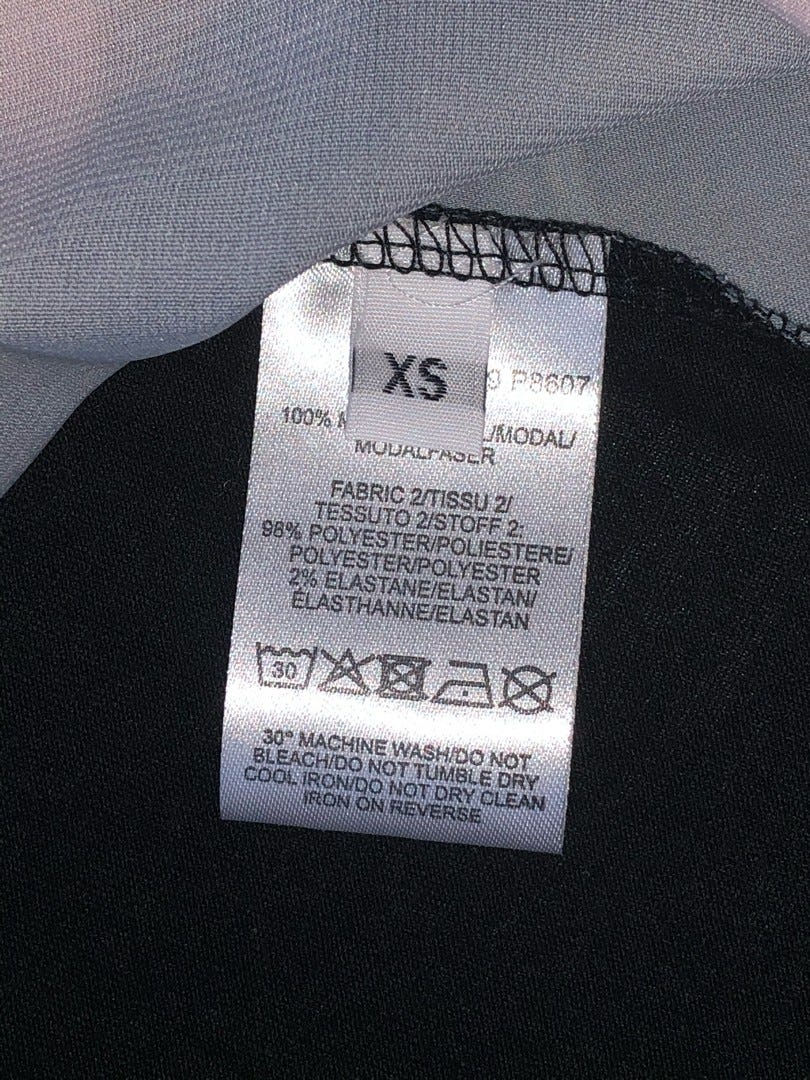 XS
9 P8607
100% M /MODAL/
MODALFASER
FABRIC 2/TISSU 2/
TESSUTO 2/STOFF 2:
98% POLYESTER/POLIESTERE/
POLYESTER/POLYESTER
2% ELASTANE/ELASTAN/
ÉLASTHANNE/ELASTAN
30
30° MACHINE WASH/DO NOT
BLEACH/DO NOT TUMBLE DRY
COOL IRON/DO NOT DRY CLEAN
IRON ON REVERSE